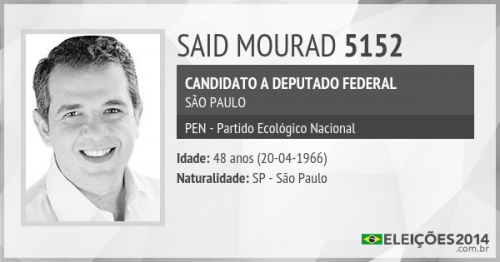 SAID MOURAD 5152
CANDIDATO A DEPUTADO FEDERAL
SÃO PAULO
PEN - Partido Ecológico Nacional
Idade: 48 anos (20-04-1966)
Naturalidade: SP - São Paulo
ELEIÇÕES2014
.com.br